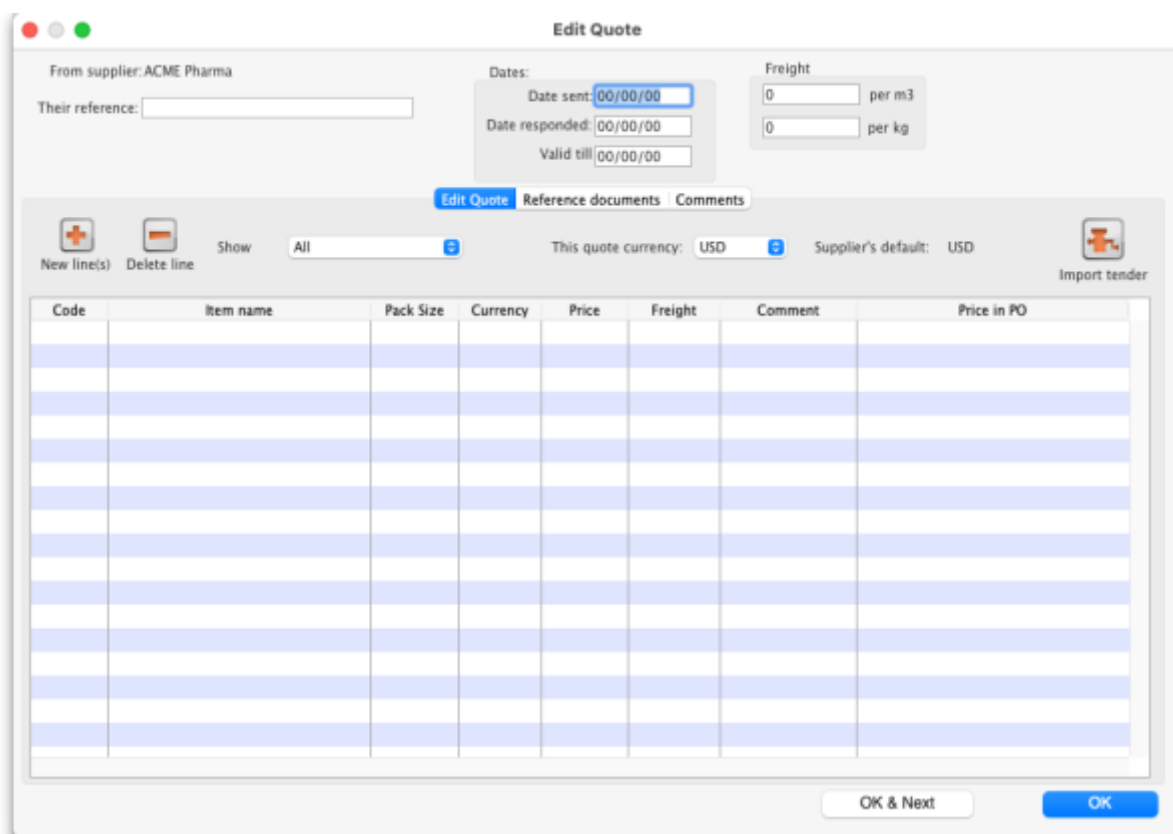 Edit Quote
From supplier: ACME Pharma
Their reference:
Dates:
Date sent: 00/00/00
Date responded: 00/00/00
Valid till 00/00/00
Freight
0 per m3
0 per kg
Edit Quote Reference documents Comments
New line(s) Delete line Show All This quote currency: USD Supplier's default: USD Import tender
Code Item name Pack Size Currency Price Freight Comment Price in PO
OK & Next OK